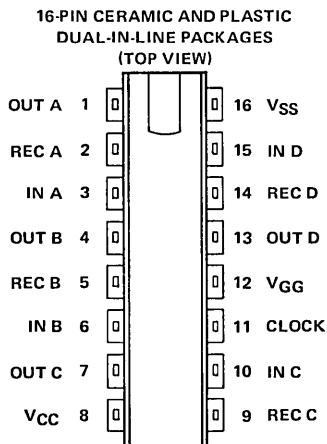 16-PIN CERAMIC AND PLASTIC
DUAL-IN-LINE PACKAGES
(TOP VIEW)
OUT A 1 16 VSS
REC A 2 15 IN D
IN A 3 14 REC D
OUT B 4 13 OUT D
REC B 5 12 VGG
IN B 6 11 CLOCK
OUT C 7 10 IN C
VCC 8 9 REC C